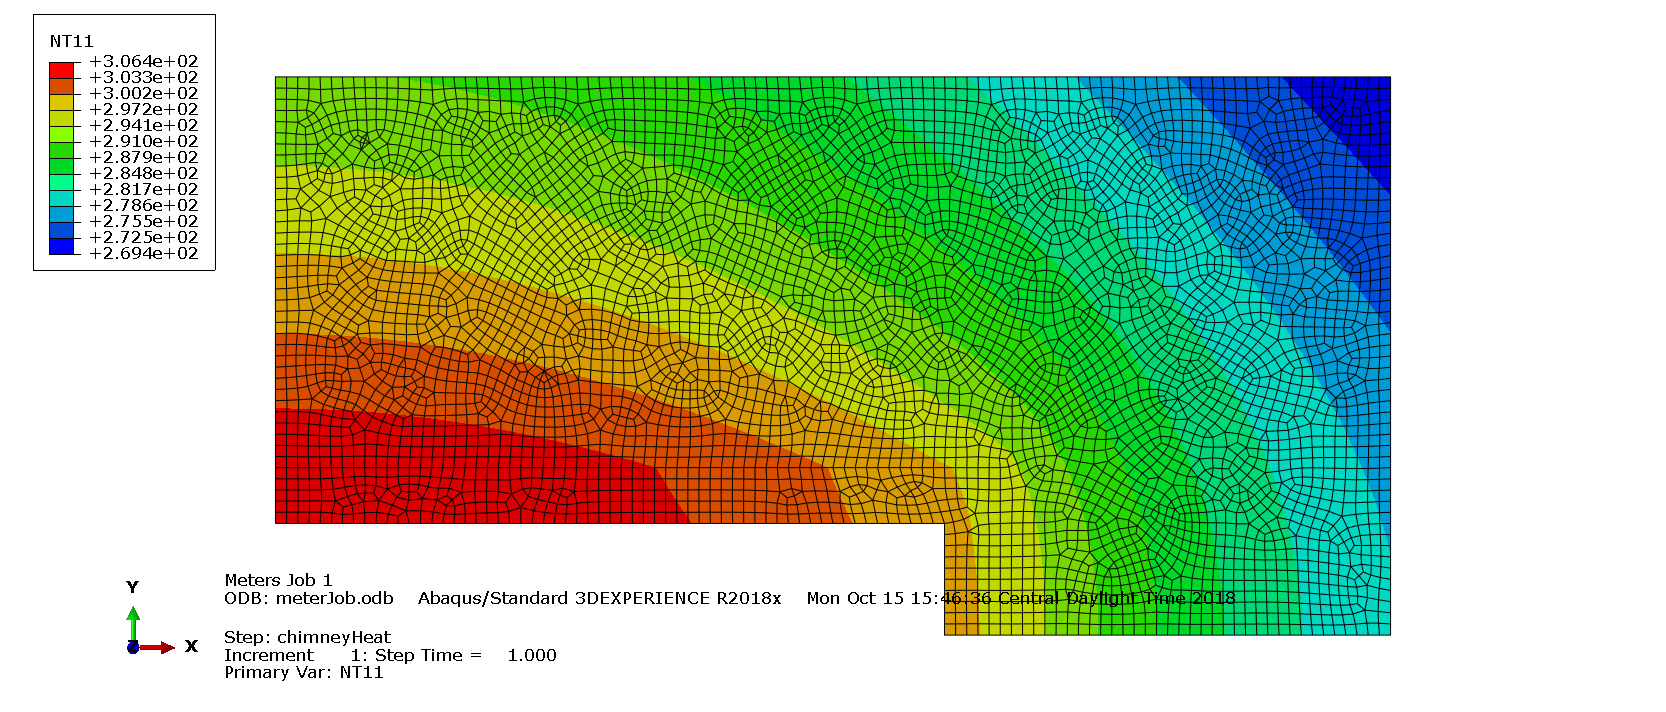 NT11
+3.064e+02
+3.033e+02
+3.002e+02
+2.972e+02
+2.941e+02
+2.910e+02
+2.879e+02
+2.848e+02
+2.817e+02
+2.786e+02
+2.755e+02
+2.725e+02
+2.694e+02
Meters Job 1
ODB: meterJob.odb Abaqus/Standard 3DEXPERIENCE R2018x Mon Oct 15 15:46:36 Central Daylight Time 2018
Y
Z
X
Step: chimneyHeat
Increment 1: Step Time = 1.000
Primary Var: NT11